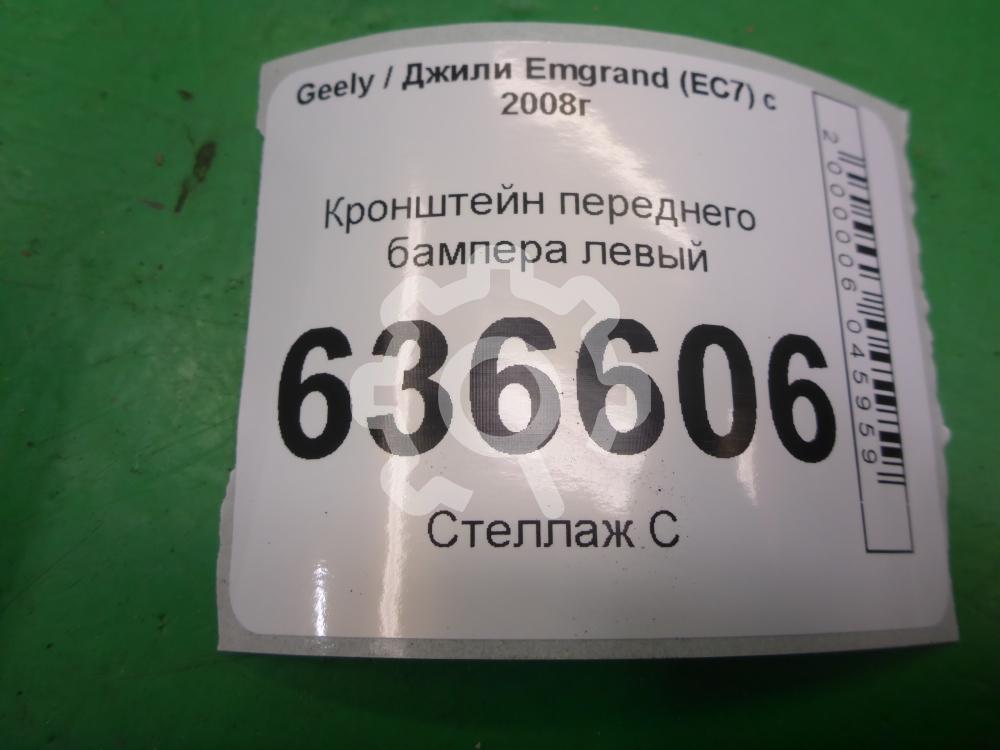 Geely / Джили Emgrand (EC7) с
2008г
Кронштейн переднего
бампера левый
636606
Стеллаж С
2000006045959